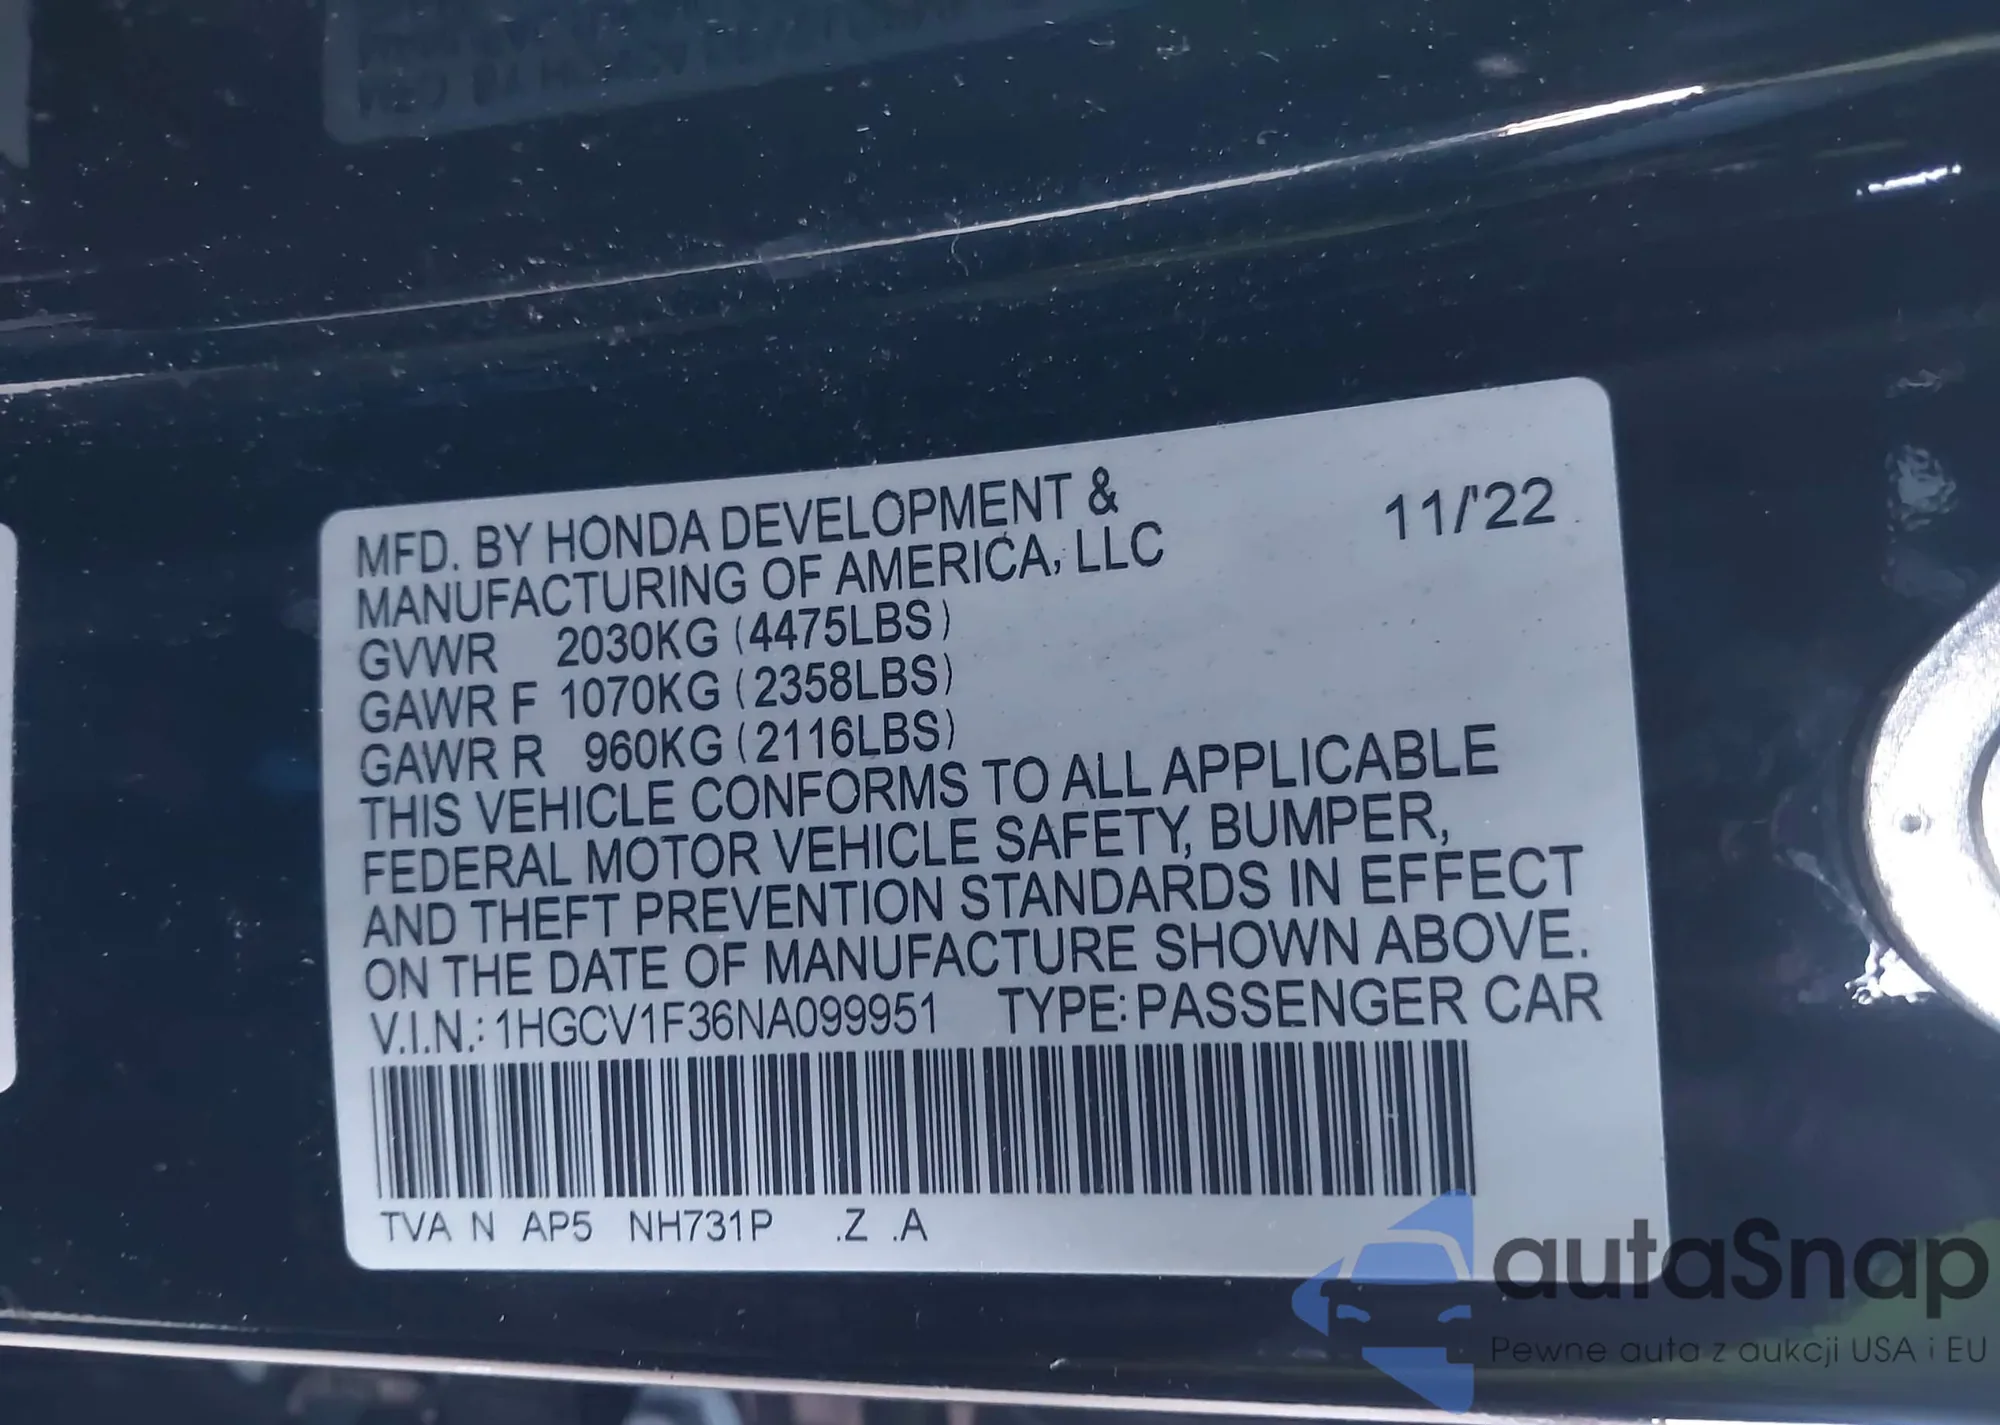 MFD. BY HONDA DEVELOPMENT &
MANUFACTURING OF AMERICA, LLC
11/'22
GVWR 2030KG (4475LBS)
GAWR F 1070KG (2358LBS)
GAWR R 960KG (2116LBS)
THIS VEHICLE CONFORMS TO ALL APPLICABLE
FEDERAL MOTOR VEHICLE SAFETY, BUMPER,
AND THEFT PREVENTION STANDARDS IN EFFECT
ON THE DATE OF MANUFACTURE SHOWN ABOVE.
V.I.N.: 1HGCV1F36NA099951 TYPE: PASSENGER CAR
TVA N AP5 NH731P .Z .A
autaSnap
Pewne auta z aukcji USA i EU